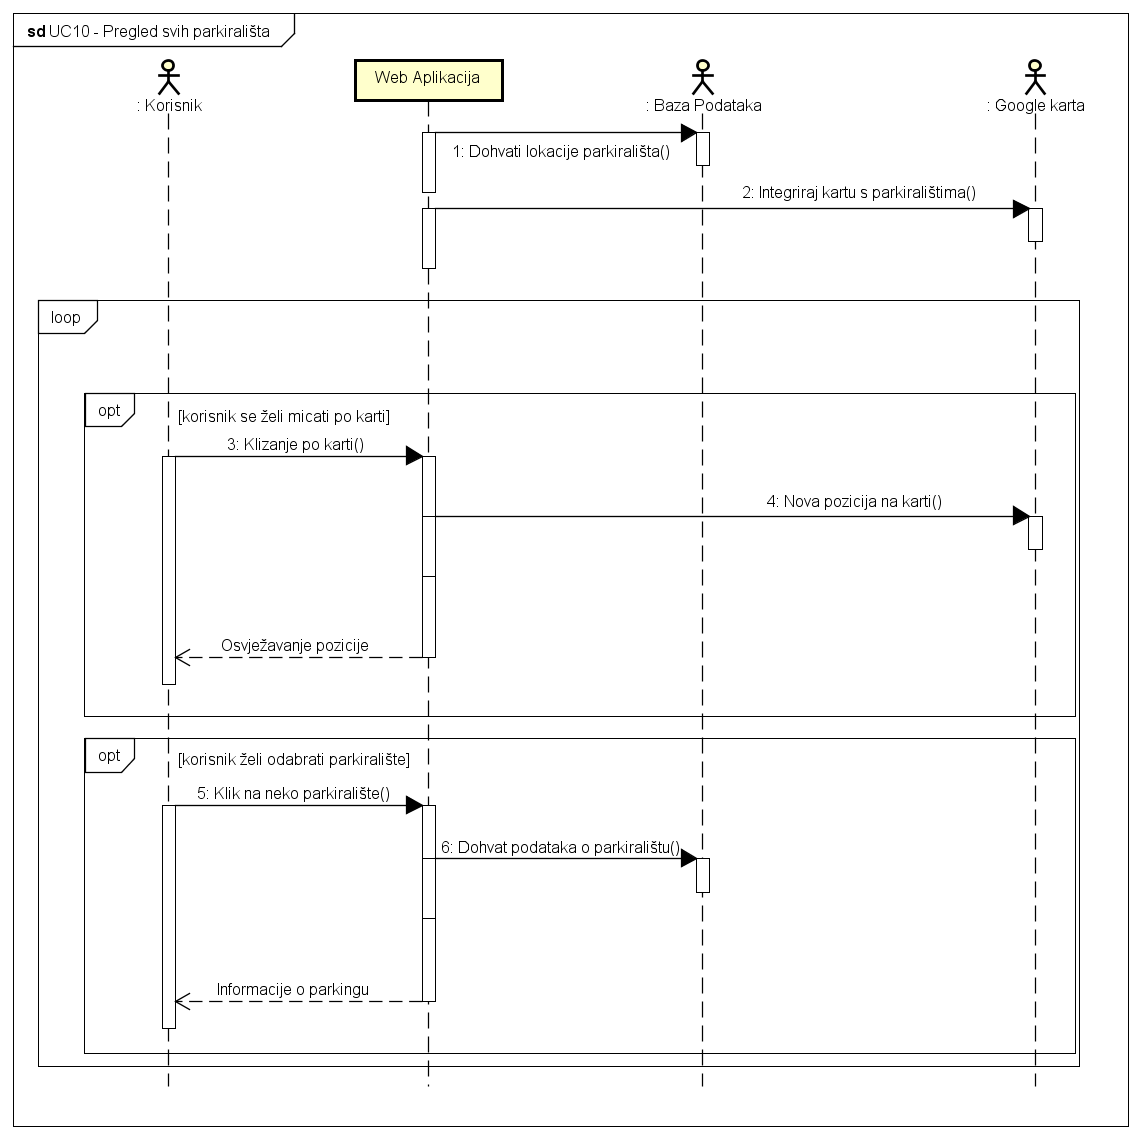 sd UC10 - Pregled svih parkirališta
: Korisnik
Web Aplikacija
: Baza Podataka
: Google karta
1: Dohvati lokacije parkirališta()
2: Integriraj kartu s parkiralištima()
loop
opt
[korisnik se želi micati po karti]
3: Klizanje po karti()
4: Nova pozicija na karti()
Osvježavanje pozicije
opt
[korisnik želi odabrati parkiralište]
5: Klik na neko parkiralište()
6: Dohvat podataka o parkiralištu()
Informacije o parkingu